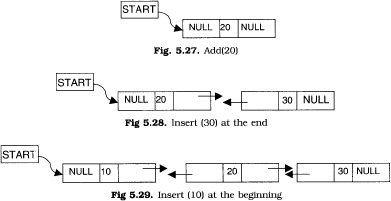 START
NULL 20 NULL
Fig. 5.27. Add(20)
START
NULL 20 30 NULL
Fig 5.28. Insert (30) at the end
START
NULL 10 20 30 NULL
Fig 5.29. Insert (10) at the beginning